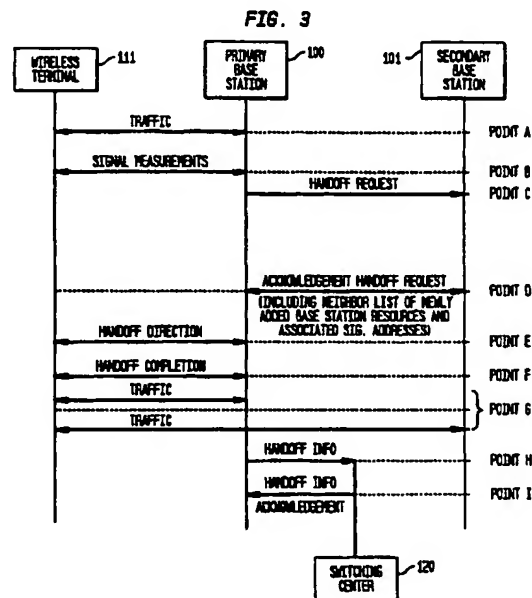 FIG. 3
WIRELESS
TERMINAL
111
PRIMARY
BASE
STATION
100
101
SECONDARY
BASE
STATION
TRAFFIC
POINT A
SIGNAL MEASUREMENTS
POINT B
HANDOFF REQUEST
POINT C
ACKNOWLEDGEMENT HANDOFF REQUEST
POINT D
(INCLUDING NEIGHBOR LIST OF NEWLY
ADDED BASE STATION RESOURCES AND
ASSOCIATED SIG. ADDRESSES)
HANDOFF DIRECTION
POINT E
HANDOFF COMPLETION
POINT F
TRAFFIC
POINT G
TRAFFIC
HANDOFF INFO
POINT H
HANDOFF INFO
POINT I
ACKNOWLEDGEMENT
SWITCHING
CENTER
120